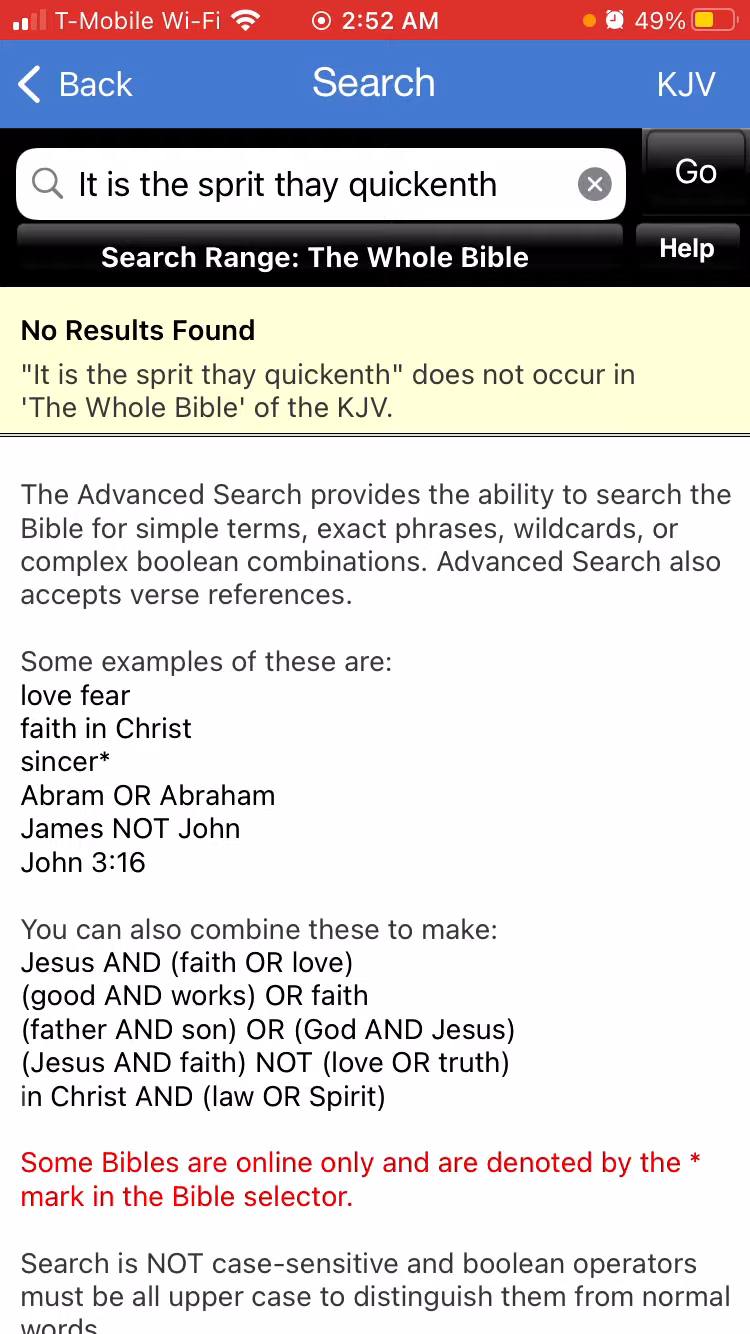 T-Mobile Wi-Fi 2:52 AM 49%
Back Search KJV
It is the sprit thay quickenth Go
Search Range: The Whole Bible Help
No Results Found
"It is the sprit thay quickenth" does not occur in
'The Whole Bible' of the KJV.
The Advanced Search provides the ability to search the
Bible for simple terms, exact phrases, wildcards, or
complex boolean combinations. Advanced Search also
accepts verse references.
Some examples of these are:
love fear
faith in Christ
sincer*
Abram OR Abraham
James NOT John
John 3:16
You can also combine these to make:
Jesus AND (faith OR love)
(good AND works) OR faith
(father AND son) OR (God AND Jesus)
(Jesus AND faith) NOT (love OR truth)
in Christ AND (law OR Spirit)
Some Bibles are online only and are denoted by the *
mark in the Bible selector.
Search is NOT case-sensitive and boolean operators
must be all upper case to distinguish them from normal
words